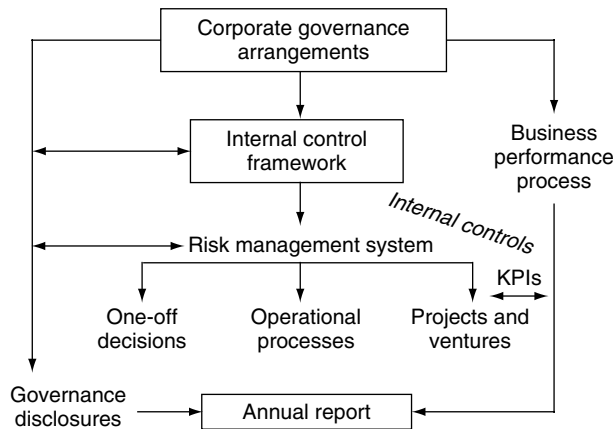 Corporate governance
arrangements
Internal control
framework
Business
performance
process
Internal controls
Risk management system
KPIs
One-off
decisions
Operational
processes
Projects and
ventures
Governance
disclosures
Annual report